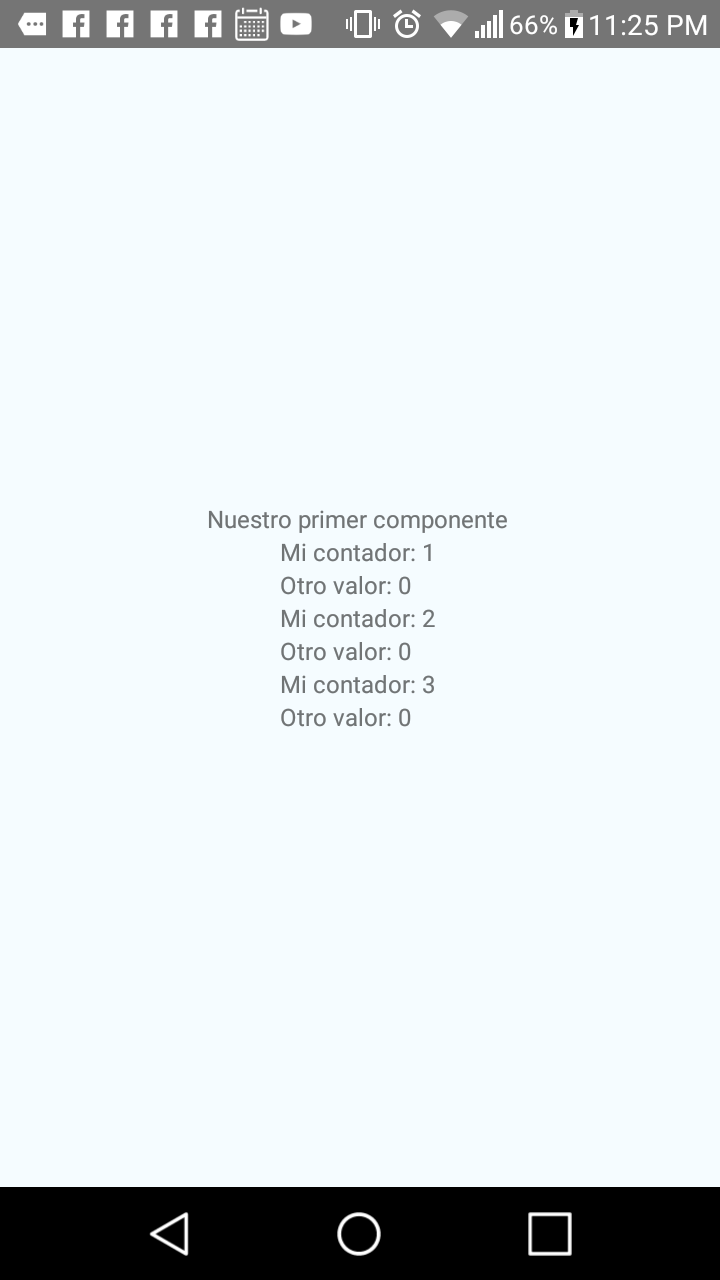 66% 11:25 PM
Nuestro primer componente
Mi contador: 1
Otro valor: 0
Mi contador: 2
Otro valor: 0
Mi contador: 3
Otro valor: 0